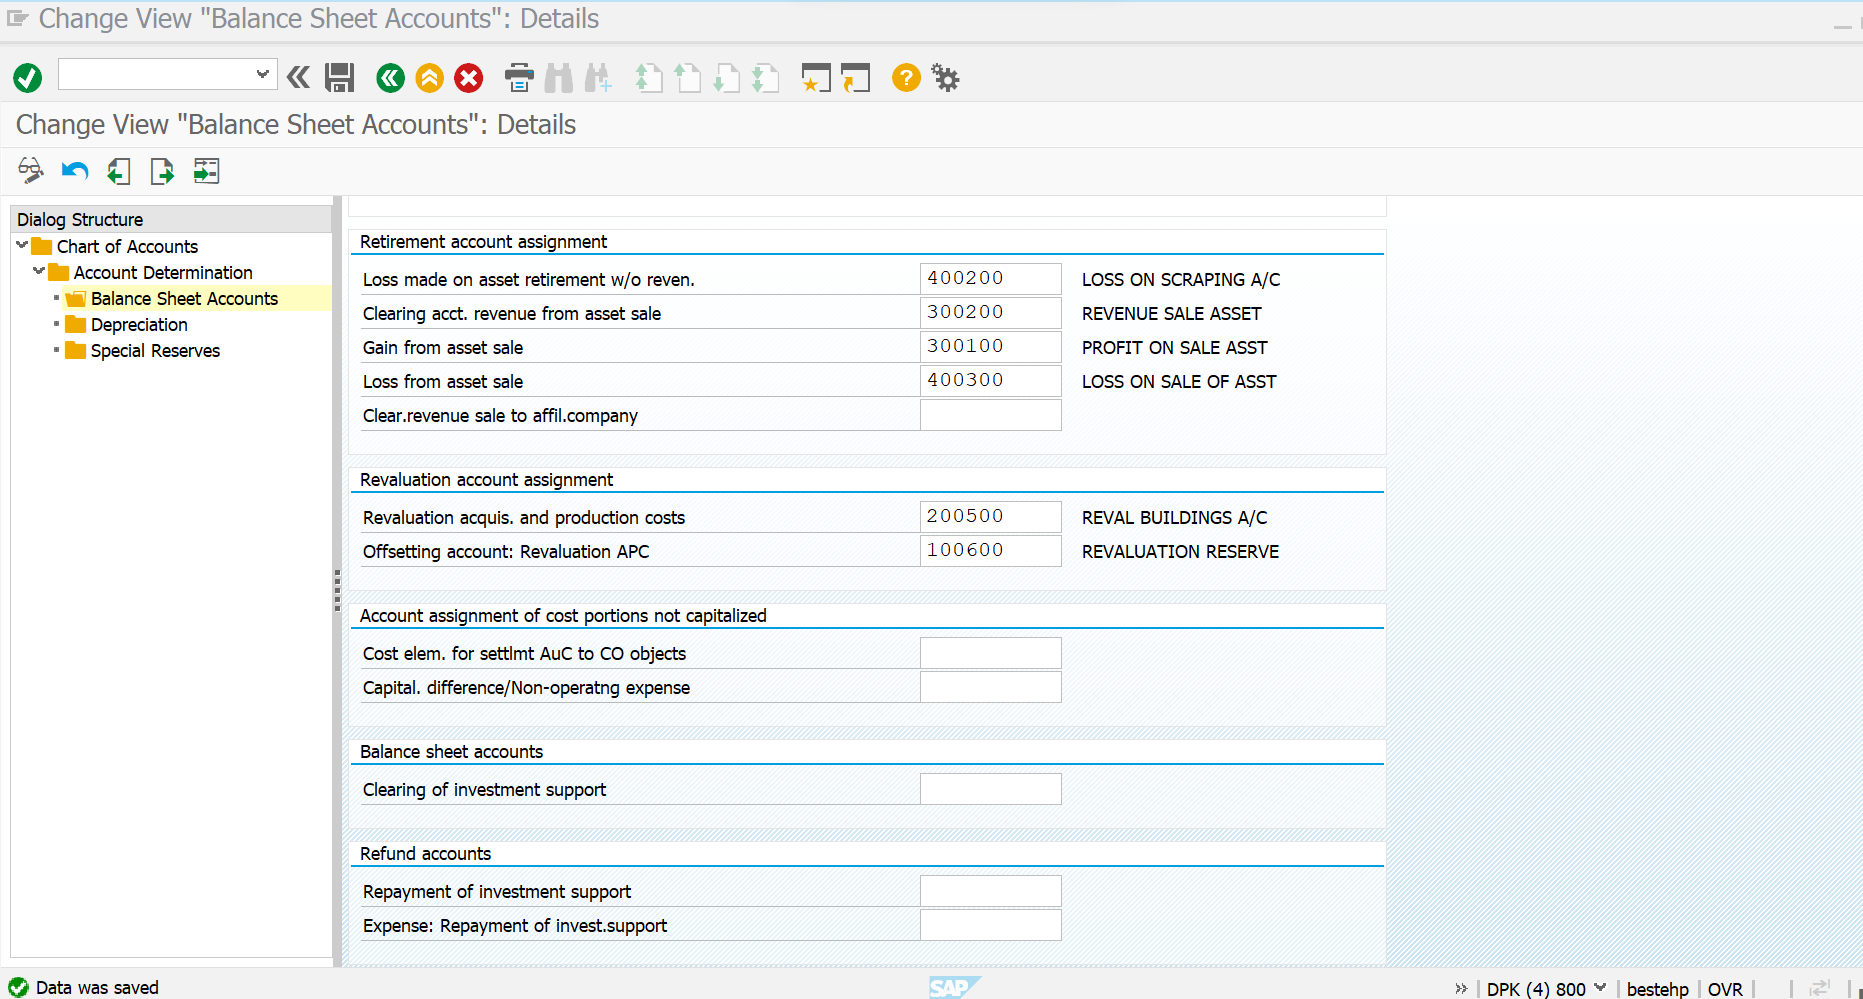 Change View "Balance Sheet Accounts": Details
Change View "Balance Sheet Accounts": Details
Dialog Structure
Chart of Accounts
Account Determination
Balance Sheet Accounts
Depreciation
Special Reserves
Retirement account assignment
Loss made on asset retirement w/o reven. 400200 LOSS ON SCRAPING A/C
Clearing acct. revenue from asset sale 300200 REVENUE SALE ASSET
Gain from asset sale 300100 PROFIT ON SALE ASST
Loss from asset sale 400300 LOSS ON SALE OF ASST
Clear.revenue sale to affil.company
Revaluation account assignment
Revaluation acquis. and production costs 200500 REVAL BUILDINGS A/C
Offsetting account: Revaluation APC 100600 REVALUATION RESERVE
Account assignment of cost portions not capitalized
Cost elem. for settlmt AuC to CO objects
Capital. difference/Non-operatng expense
Balance sheet accounts
Clearing of investment support
Refund accounts
Repayment of investment support
Expense: Repayment of invest.support
Data was saved SAP DPK (4) 800 bestehp OVR